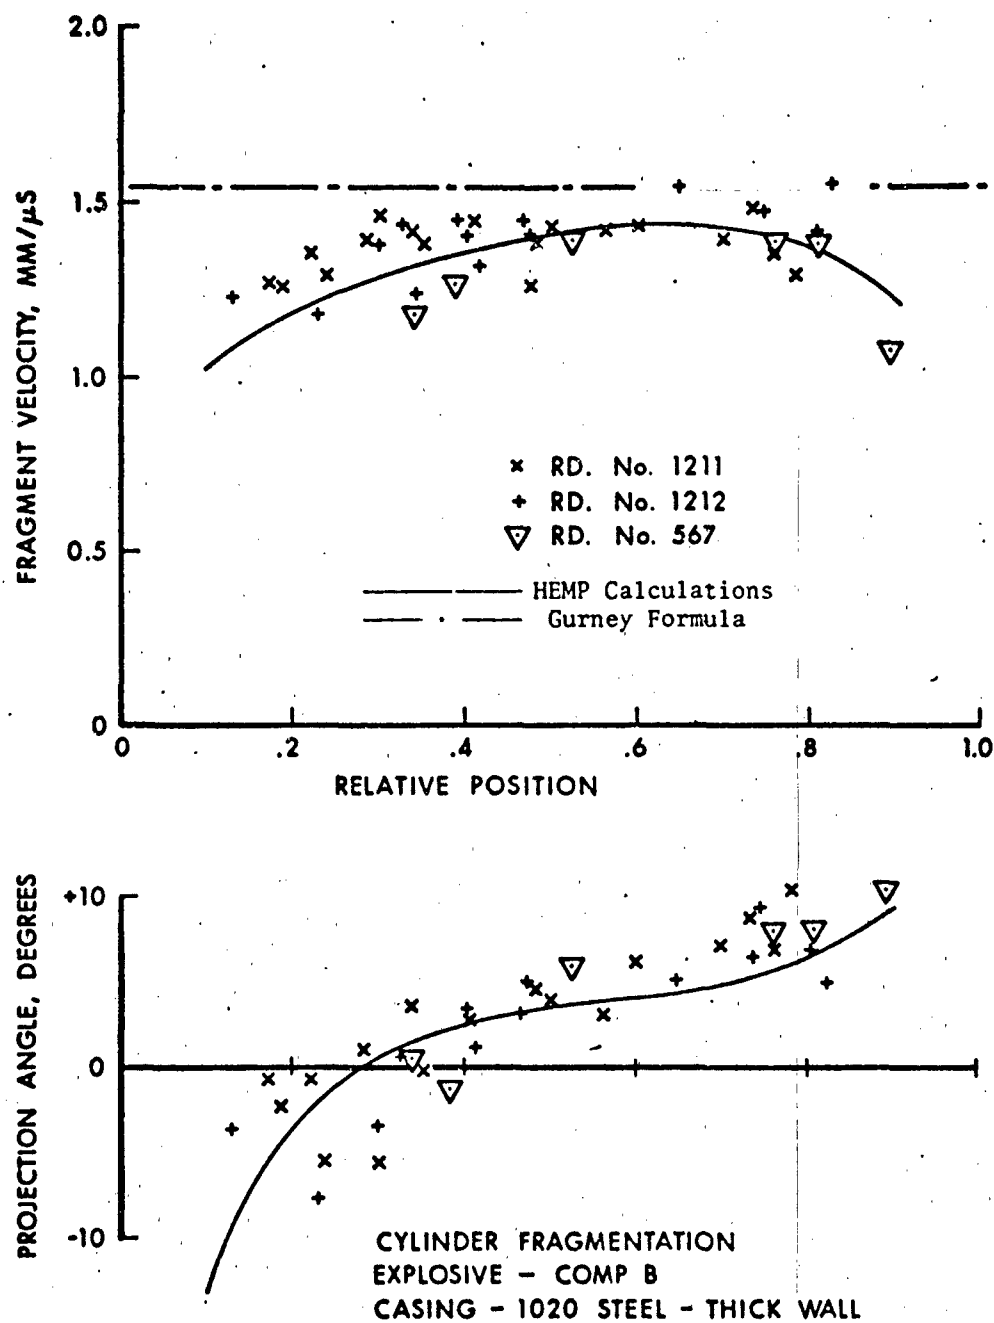 2.0
1.5
1.0
0.5
0
FRAGMENT VELOCITY, MM/µS
× RD. No. 1211
+ RD. No. 1212
RD. No. 567
HEMP Calculations
Gurney Formula
0 .2 .4 .6 .8 1.0
RELATIVE POSITION
+10
0
-10
PROJECTION ANGLE, DEGREES
CYLINDER FRAGMENTATION
EXPLOSIVE - COMP B
CASING - 1020 STEEL - THICK WALL